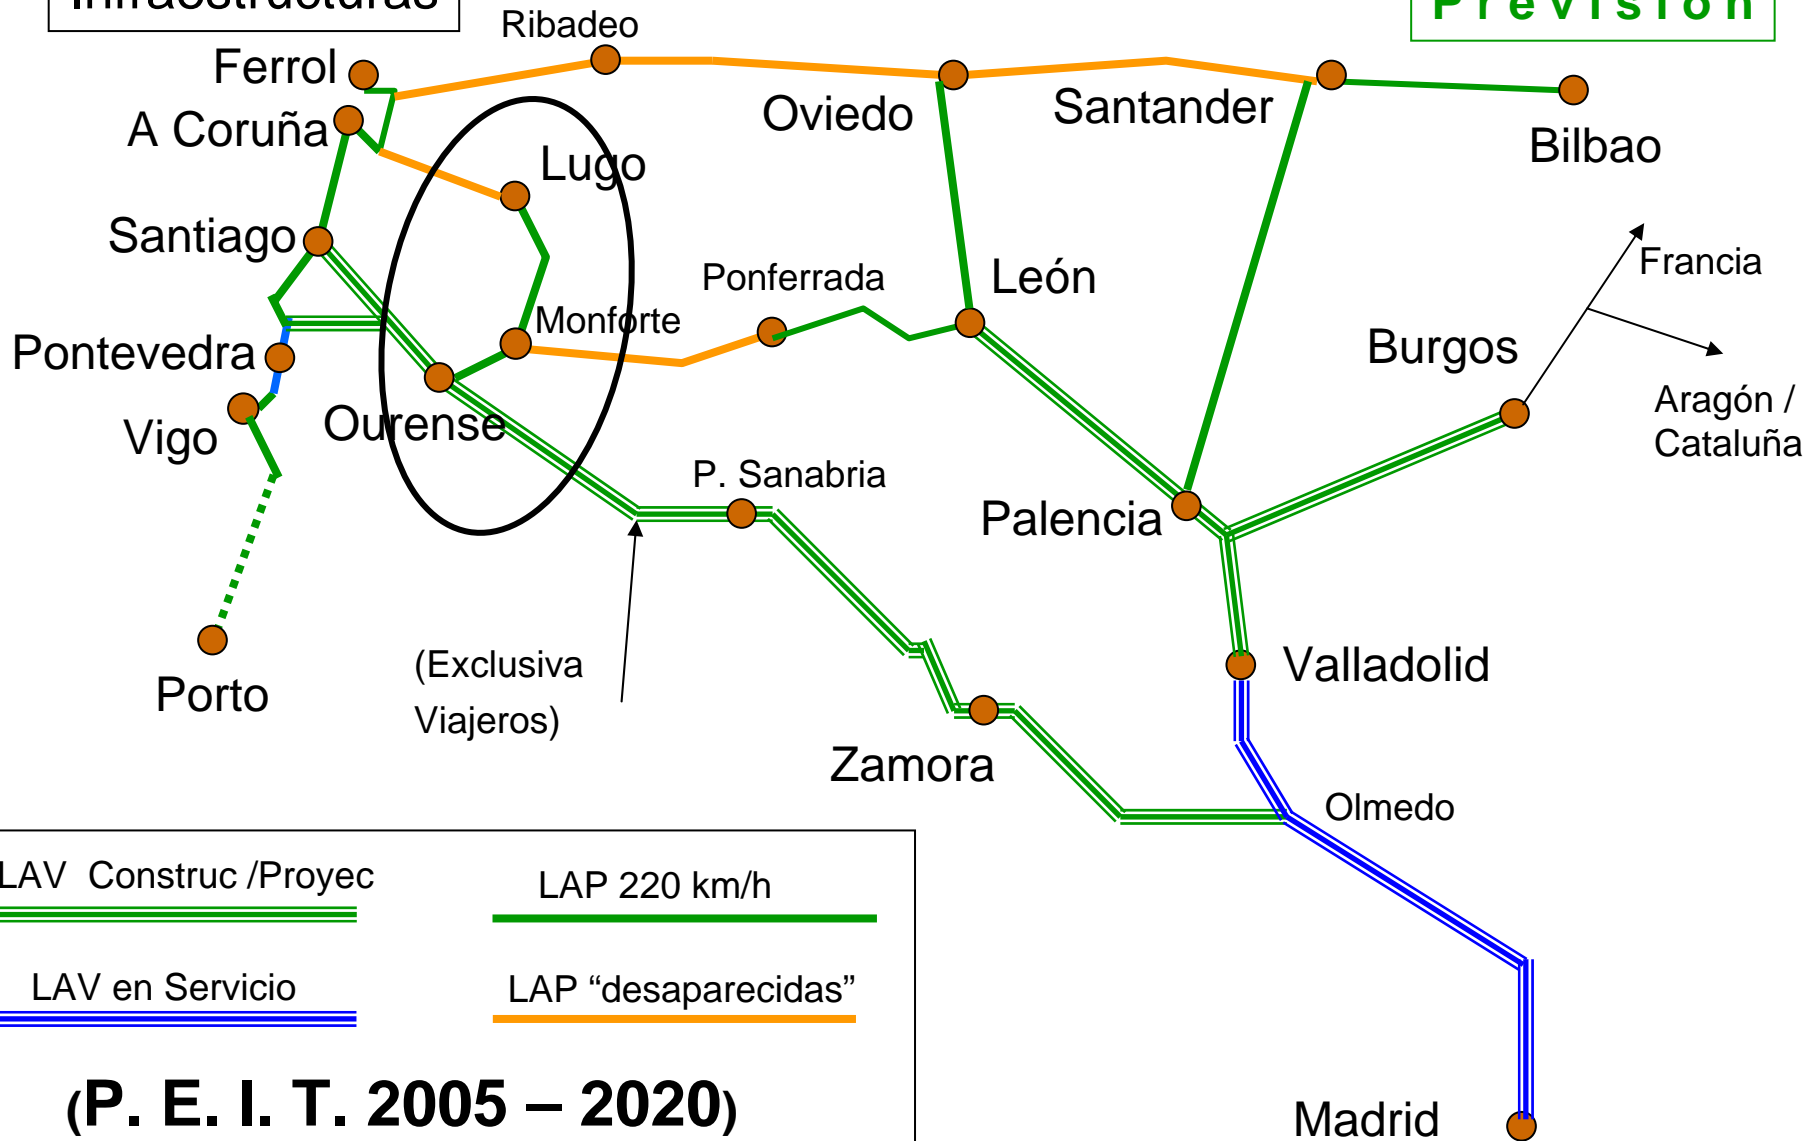 Infraestructuras
P r e v i s i ó n
Ribadeo
Ferrol
A Coruña
Oviedo
Santander
Bilbao
Lugo
Santiago
Ponferrada
León
Francia
Monforte
Pontevedra
Burgos
Vigo
Ourense
Aragón /
Cataluña
P. Sanabria
Palencia
(Exclusiva
Viajeros)
Porto
Valladolid
Zamora
Olmedo
LAV Construc /Proyec
LAP 220 km/h
LAV en Servicio
LAP “desaparecidas”
(P. E. I. T. 2005 – 2020)
Madrid